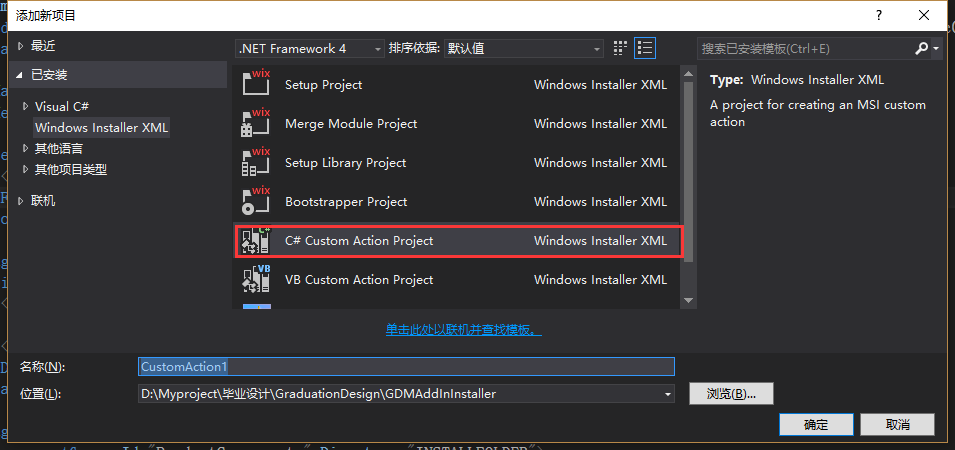 添加新项目
?
最近
.NET Framework 4
排序依据:
默认值
搜索已安装模板(Ctrl+E)
已安装
Visual C#
Windows Installer XML
其他语言
其他项目类型
联机
wix
Setup Project
Windows Installer XML
wix
Merge Module Project
Windows Installer XML
wix
Setup Library Project
Windows Installer XML
wix
Bootstrapper Project
Windows Installer XML
C#
C# Custom Action Project
Windows Installer XML
VB
VB Custom Action Project
Windows Installer XML
Type: Windows Installer XML
A project for creating an MSI custom
action
单击此处以联机并查找模板。
名称(N):
CustomAction1
位置(L):
D:\Myproject\毕业设计\GraduationDesign\GDMAddInInstaller
浏览(B)...
确定
取消